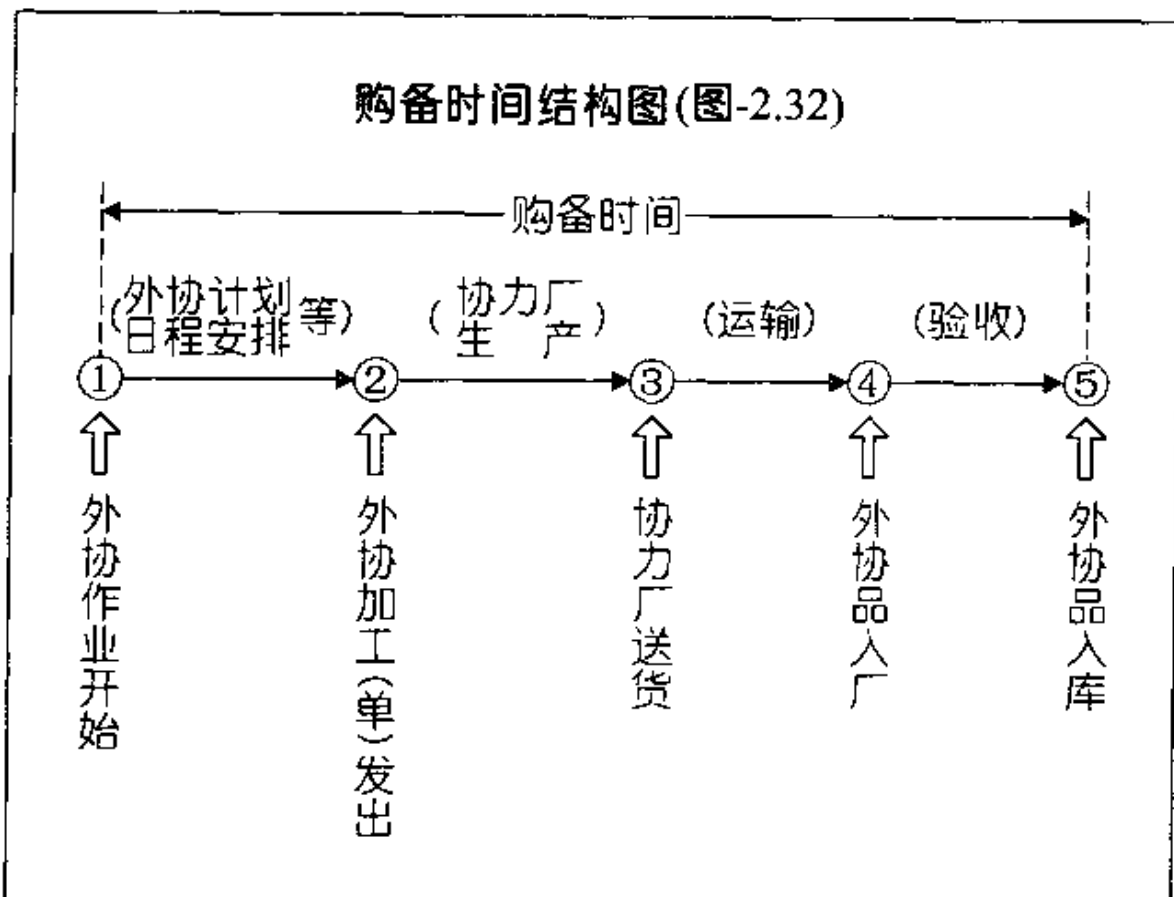 购备时间结构图(图-2.32)
购备时间
(外协计划
日程安排等)
(协力厂
生产)
(运输)
(验收)
①
②
③
④
⑤
外协作业开始
外协加工(单)发出
协力厂送货
外协品入厂
外协品入库